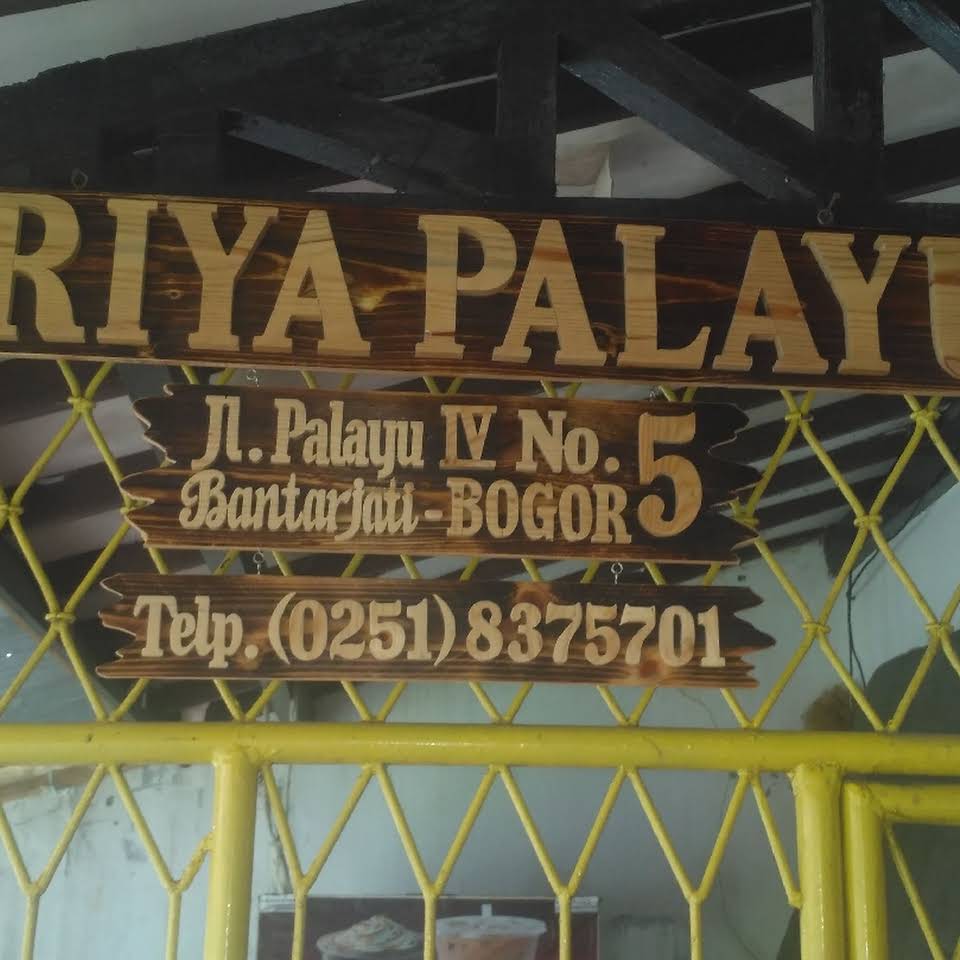 RIYA PALAYU
Jl. Palayu IV No. 5
Bantarjati - BOGOR
Telp. (0251) 8375701